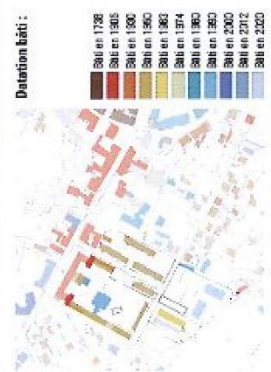 Datation bâti :
Bâti en 1738
Bâti en 1905
Bâti en 1930
Bâti en 1950
Bâti en 1963
Bâti en 1974
Bâti en 1980
Bâti en 1990
Bâti en 2000
Bâti en 2012
Bâti en 2020